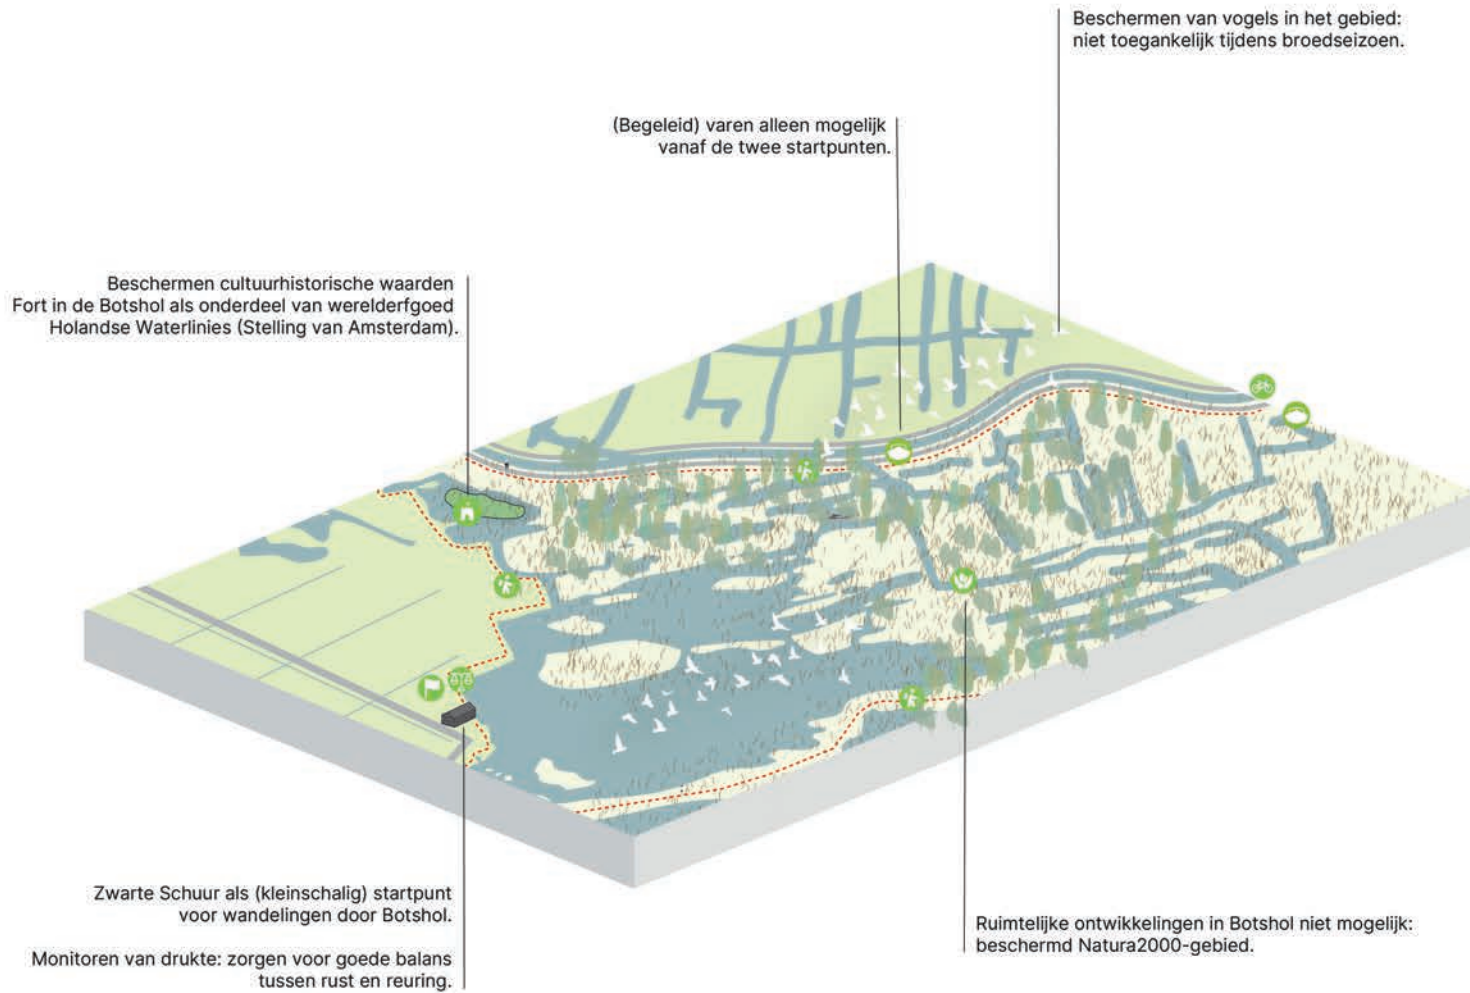 Beschermen van vogels in het gebied:
niet toegankelijk tijdens broedseizoen.
(Begeleid) varen alleen mogelijk
vanaf de twee startpunten.
Beschermen cultuurhistorische waarden
Fort in de Botshol als onderdeel van werelderfgoed
Holandse Waterlinies (Stelling van Amsterdam).
Zwarte Schuur als (kleinschalig) startpunt
voor wandelingen door Botshol.
Monitoren van drukte: zorgen voor goede balans
tussen rust en reuring.
Ruimtelijke ontwikkelingen in Botshol niet mogelijk:
beschermd Natura2000-gebied.